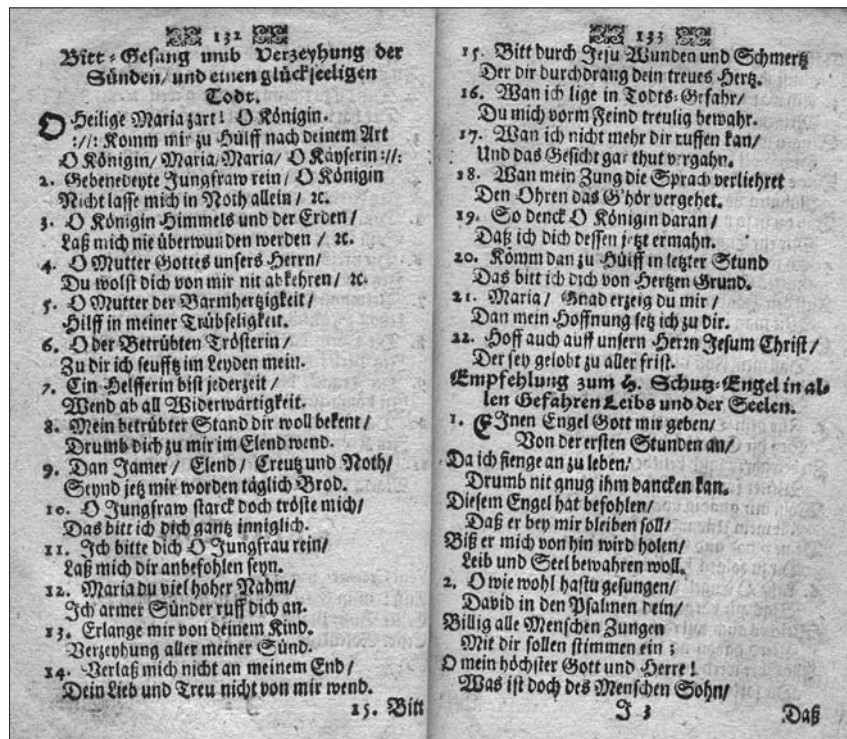 132
Bitt-Gesang umb Verzeyhung der
Sünden/ und einen glückseeligen
Todt.
O Heilige Maria zart! O Königin.
://: Komm mir zu Hülff nach deinem Art
O Königin/ Maria/Maria/ O Kayserin ://:
2. Gebenedeyte Jungfraw rein/ O Königin
Nicht lasse mich in Noth allein / ꝛc.
3. O Königin Himmels und der Erden/
Laß mich nie überwunden werden / ꝛc.
4. O Mutter Gottes unsers Herrn/
Du wolst dich von mir nit abkehren/ ꝛc.
5. O Mutter der Barmhertzigkeit/
Hilff in meiner Trübseligkeit.
6. O der Betrübten Trösterin/
Zu dir ich seufftz im Leyden mein.
7. Ein Helfferin bist jederzeit/
Wend ab all Widerwärtigkeit.
8. Mein betrübter Stand dir woll bekent/
Drumb dich zu mir im Elend wend.
9. Dan Jamer/ Elend/ Creutz und Noth/
Seynd jetz mir worden täglich Brod.
10. O Jungfraw starck doch tröste mich/
Das bitt ich dich gantz inniglich.
11. Ich bitte dich O Jungfrau rein/
Laß mich dir anbefohlen seyn.
12. Maria du viel hoher Nahm/
Ich armer Sünder ruff dich an.
13. Erlange mir von deinem Kind.
Verzeyhung aller meiner Sünd.
14. Verlaß mich nicht an meinem End/
Dein Lieb und Treu nicht von mir wend.
15. Bitt
133
15. Bitt durch Jesu Wunden und Schmertz
Der dir durchdrang dein treues Hertz.
16. Wan ich lige in Todts-Gefahr/
Du mich vorm Feind treulig bewahr.
17. Wan ich nicht mehr dir ruffen kan/
Und das Gesicht gar thut vergahn.
18. Wan mein Zung die Sprach verliehret
Den Ohren das G'hör vergehet.
19. So denck O Königin daran/
Daß ich dich dessen jetzt ermahn.
20. Komm dan zu Hülff in letzter Stund
Das bitt ich dich von Hertzen Grund.
21. Maria/ Gnad erzeig du mir/
Dan mein Hoffnung setz ich zu dir.
22. Hoff auch auff unsern Herrn Jesum Christ/
Der sey gelobt zu aller frist.
Empfehlung zum H. Schutz-Engel in al-
len Gefahren Leibs und der Seelen.
1. EInen Engel Gott mir geben/
Von der ersten Stunden an/
Da ich fienge an zu leben/
Drumb nit gnug ihm dancken kan.
Diesem Engel hat befohlen/
Daß er bey mir bleiben soll/
Biß er mich von hin wird holen/
Leib und Seel bewahren woll.
2. O wie wohl hastu gesungen/
David in den Psalmen dein/
Billig alle Menschen Zungen
Mit dir sollen stimmen ein;
O mein höchster Gott und Herre!
Was ist doch des Menschen Sohn/
J 3
Daß